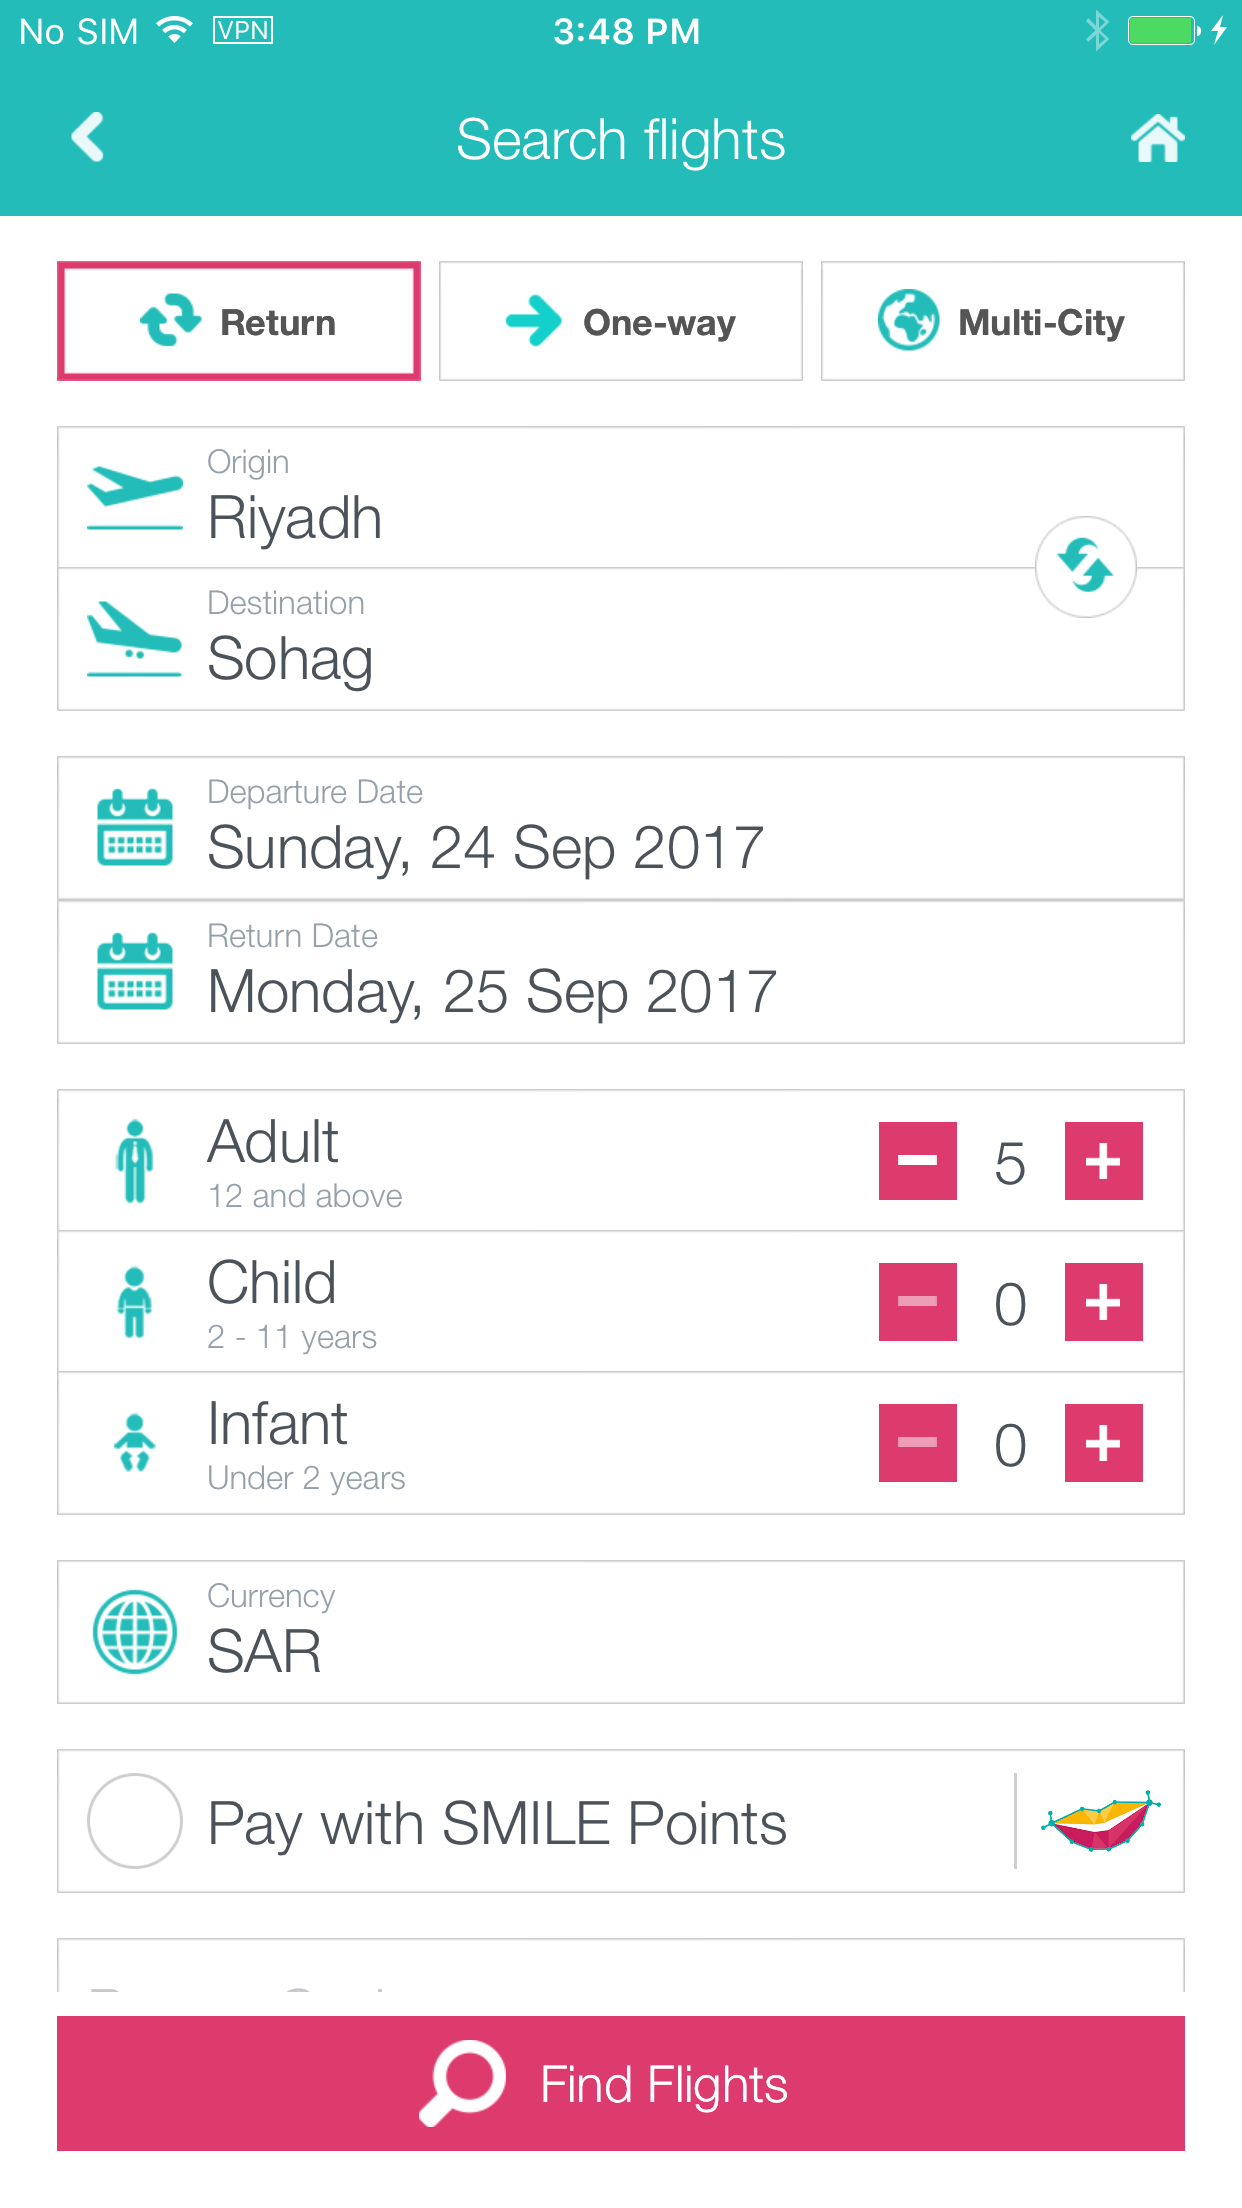 No SIM VPN 3:48 PM
Search flights
Return One-way Multi-City
Origin
Riyadh
Destination
Sohag
Departure Date
Sunday, 24 Sep 2017
Return Date
Monday, 25 Sep 2017
Adult
12 and above
5
Child
2 - 11 years
0
Infant
Under 2 years
0
Currency
SAR
Pay with SMILE Points
Find Flights